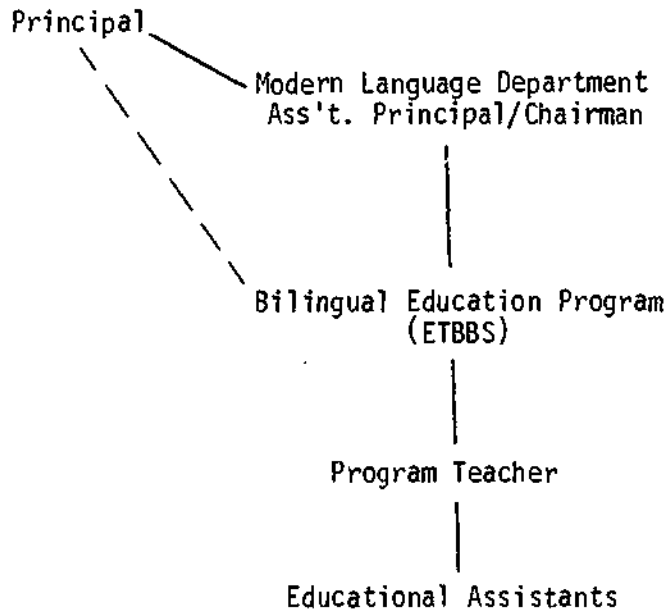 Principal
Modern Language Department
Ass't. Principal/Chairman
Bilingual Education Program
(ETBBS)
Program Teacher
Educational Assistants